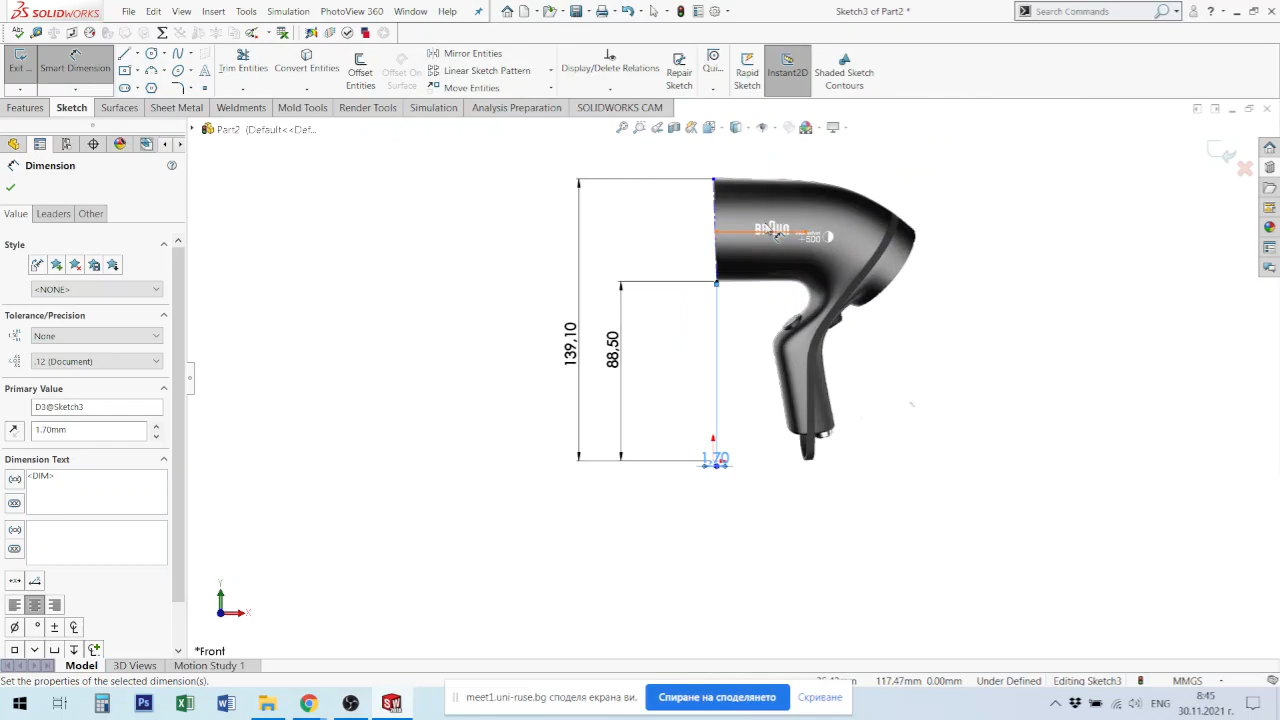 SOLIDWORKS
File Edit View Insert Tools Simulation PhotoView 360 Window Help
Sketch3 of Part2 *
Search Commands
Exit ...
Smart Dimension
Trim Entities
Convert Entities
Offset Entities
Offset On Surface
Mirror Entities
Linear Sketch Pattern
Move Entities
Display/Delete Relations
Repair Sketch
Qui...
Rapid Sketch
Instant2D
Shaded Sketch Contours
Features Sketch Surfaces Sheet Metal Weldments Mold Tools Render Tools Simulation Analysis Preparation SOLIDWORKS CAM
Part2 (Default<<Def...
Dimension
Value Leaders Other
Style
<NONE>
Tolerance/Precision
None
.12 (Document)
Primary Value
D3@Sketch3
1.70mm
Dimension Text
<DIM>
BRAUN
+500
139,10
88,50
1,70
Y
X
*Front
Model 3D Views Motion Study 1
Set the properties of the selected dimension(s).
117.47mm 0.00mm Under Defined Editing Sketch3 MMGS
meet1.uni-ruse.bg споделя екрана ви. Спиране на споделянето Скриване
ENG
8:45
30.11.2021 г.